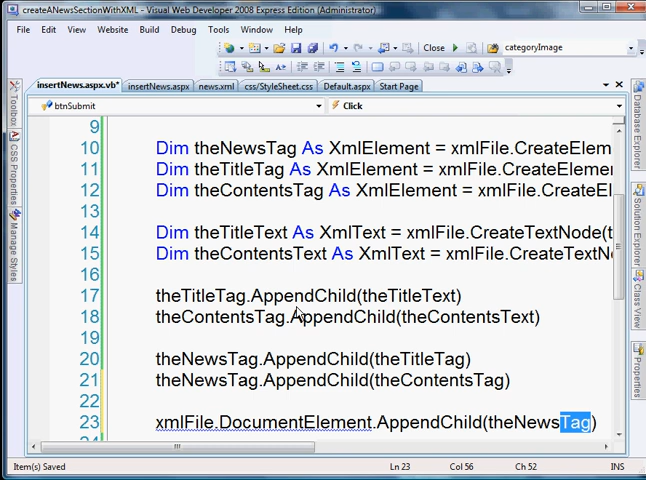 createANewsSectionWithXML - Visual Web Developer 2008 Express Edition (Administrator)
File Edit View Website Build Debug Tools Window Help
Close categoryImage
insertNews.aspx.vb* insertNews.aspx news.xml css/StyleSheet.css Default.aspx Start Page
btnSubmit Click
9
10 Dim theNewsTag As XmlElement = xmlFile.CreateElem
11 Dim theTitleTag As XmlElement = xmlFile.CreateElemen
12 Dim theContentsTag As XmlElement = xmlFile.CreateEl
13
14 Dim theTitleText As XmlText = xmlFile.CreateTextNode(t
15 Dim theContentsText As XmlText = xmlFile.CreateTextNo
16
17 theTitleTag.AppendChild(theTitleText)
18 theContentsTag.AppendChild(theContentsText)
19
20 theNewsTag.AppendChild(theTitleTag)
21 theNewsTag.AppendChild(theContentsTag)
22
23 xmlFile.DocumentElement.AppendChild(theNewsTag)
Toolbox
CSS Properties
Manage Styles
Database Explorer
Solution Explorer
Class View
Properties
Item(s) Saved Ln 23 Col 56 Ch 52 INS